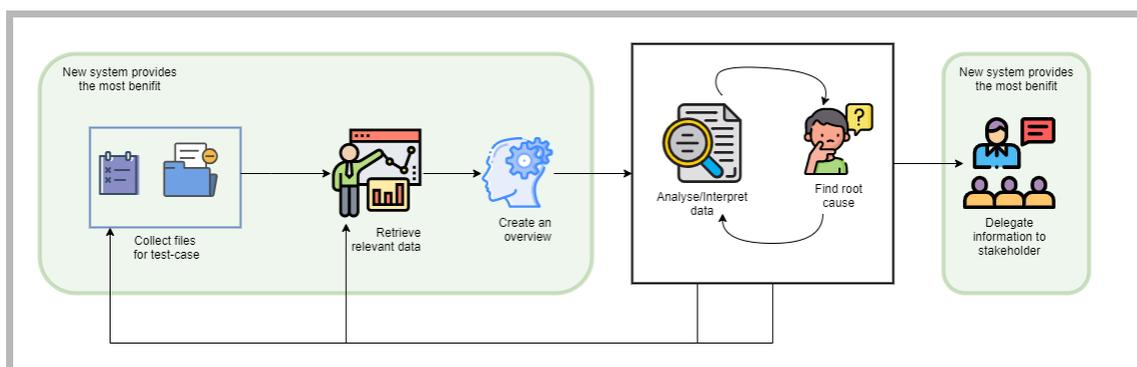 New system provides
the most benifit
Collect files
for test-case
Retrieve
relevant data
Create an
overview
Analyse/Interpret
data
?
Find root
cause
New system provides
the most benifit
Delegate
information to
stakeholder